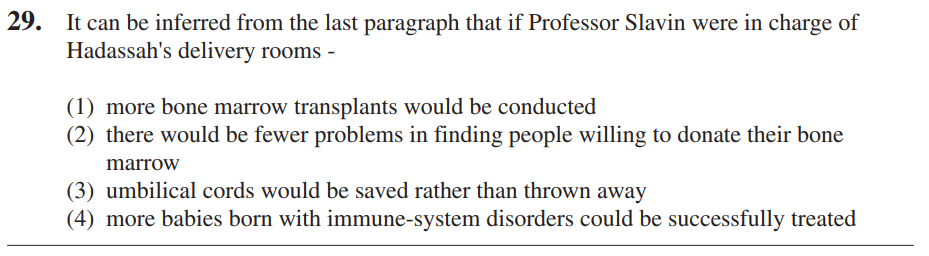 29. It can be inferred from the last paragraph that if Professor Slavin were in charge of
Hadassah's delivery rooms -
(1) more bone marrow transplants would be conducted
(2) there would be fewer problems in finding people willing to donate their bone
marrow
(3) umbilical cords would be saved rather than thrown away
(4) more babies born with immune-system disorders could be successfully treated